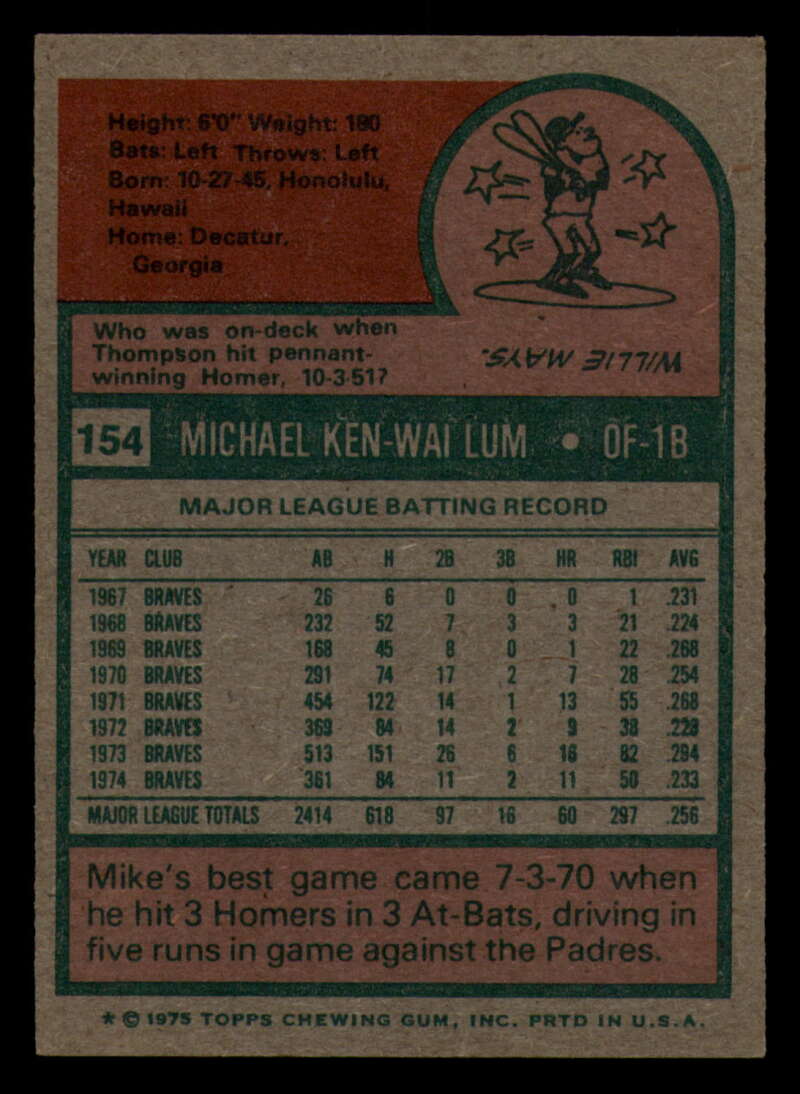 Height: 6'0" Weight: 180
Bats: Left Throws: Left
Born: 10-27-45, Honolulu,
Hawaii
Home: Decatur,
Georgia
Who was on-deck when
Thompson hit pennant-
winning Homer, 10-3-51?
WILLIE MAYS.
154 MICHAEL KEN-WAI LUM • OF-1B
MAJOR LEAGUE BATTING RECORD
YEAR CLUB AB H 2B 3B HR RBI AVG
1967 BRAVES 26 6 0 0 0 1 .231
1968 BRAVES 232 52 7 3 3 21 .224
1969 BRAVES 168 45 8 0 1 22 .268
1970 BRAVES 291 74 17 2 7 28 .254
1971 BRAVES 454 122 14 1 13 55 .268
1972 BRAVES 369 84 14 2 9 38 .228
1973 BRAVES 513 151 26 6 16 82 .294
1974 BRAVES 361 84 11 2 11 50 .233
MAJOR LEAGUE TOTALS 2414 618 97 16 60 297 .256
Mike's best game came 7-3-70 when
he hit 3 Homers in 3 At-Bats, driving in
five runs in game against the Padres.
* © 1975 TOPPS CHEWING GUM, INC. PRTD IN U.S.A.